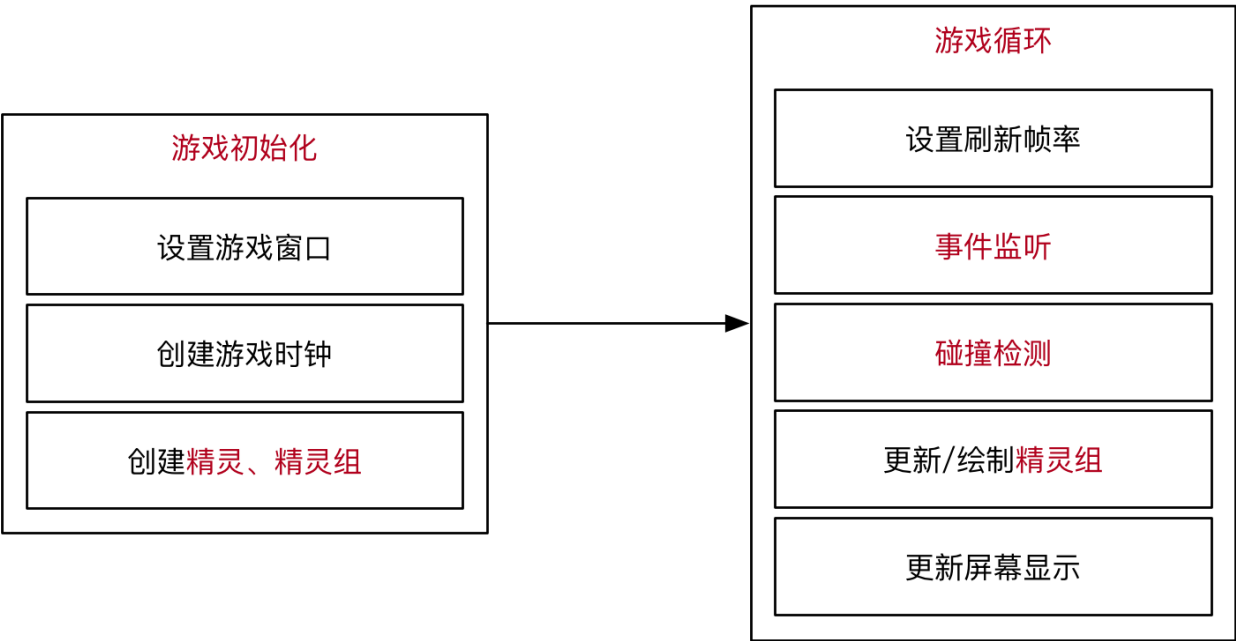 游戏初始化
设置游戏窗口
创建游戏时钟
创建精灵、精灵组
游戏循环
设置刷新帧率
事件监听
碰撞检测
更新/绘制精灵组
更新屏幕显示